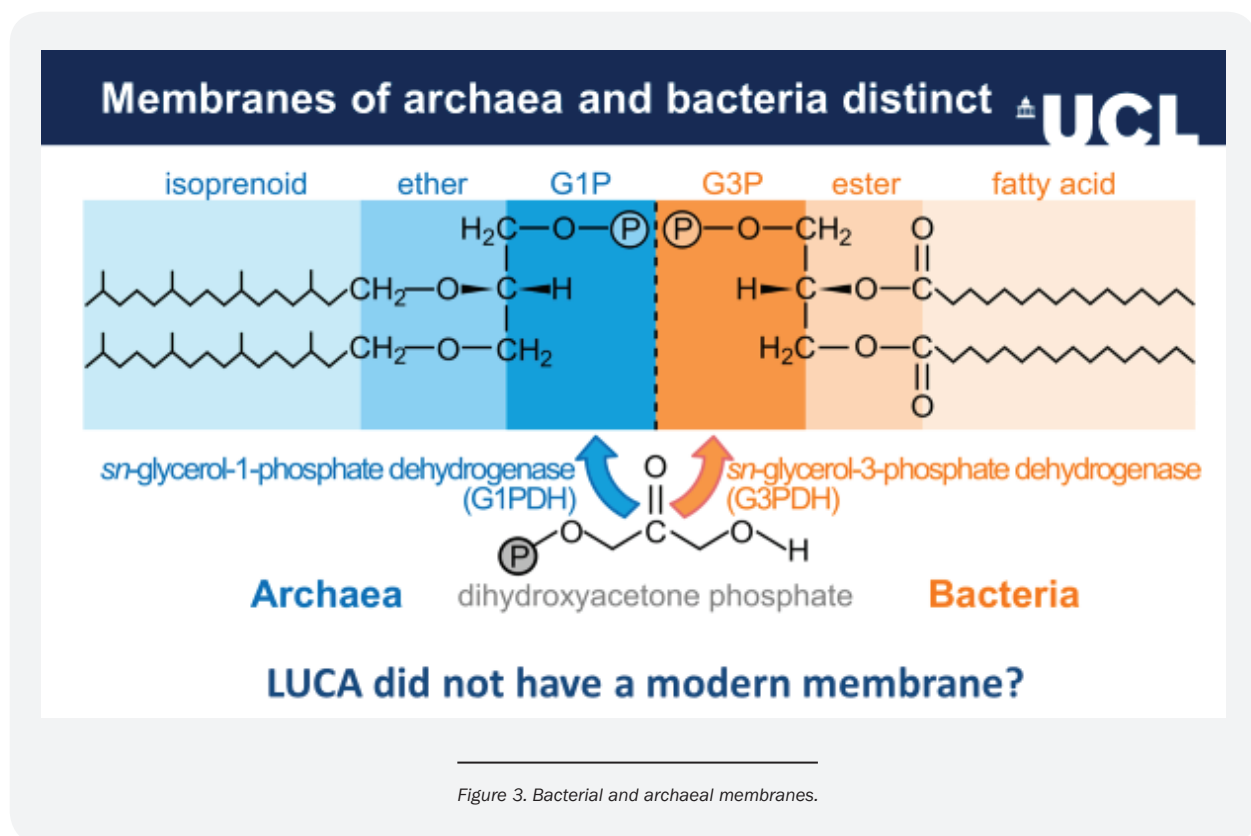 Membranes of archaea and bacteria distinct UCL
isoprenoid ether G1P G3P ester fatty acid
H₂C—O—P P—O—CH₂ O
CH₂—O C H H C O—C
CH₂—O—CH₂ H₂C—O—C
O
sn-glycerol-1-phosphate dehydrogenase
(G1PDH)
O
sn-glycerol-3-phosphate dehydrogenase
(G3PDH)
P O C O H
Archaea dihydroxyacetone phosphate Bacteria
LUCA did not have a modern membrane?
Figure 3. Bacterial and archaeal membranes.